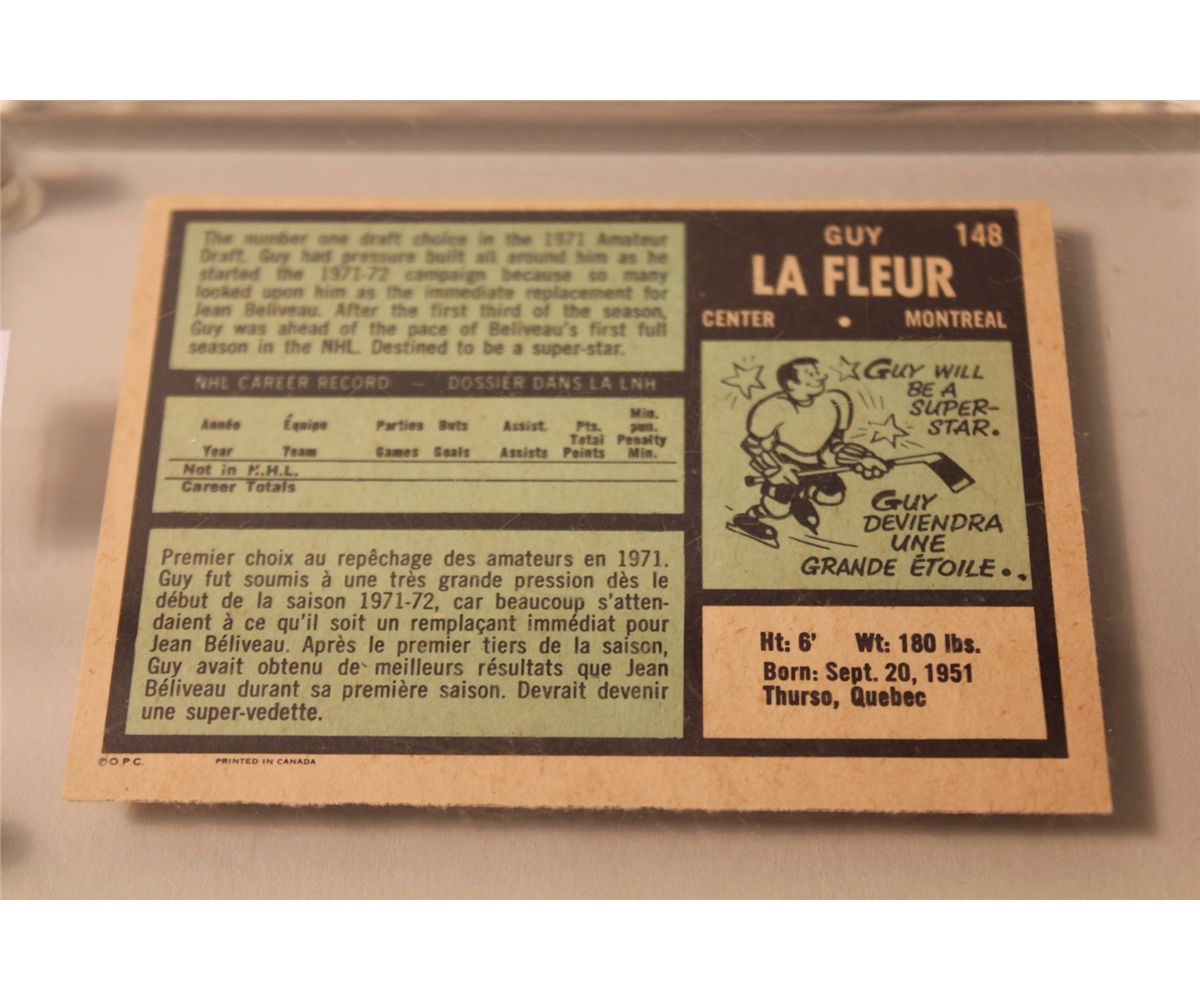 The number one draft choice in the 1971 Amateur
Draft. Guy had pressure built all around him as he
started the 1971-72 campaign because so many
looked upon him as the immediate replacement for
Jean Beliveau. After the first third of the season,
Guy was ahead of the pace of Beliveau's first full
season in the NHL. Destined to be a super-star.
GUY 148
LA FLEUR
CENTER • MONTREAL
NHL CAREER RECORD — DOSSIER DANS LA LNH
Année Équipe Parties Buts Assist. Pts. Min. pun.
Year Team Games Goals Assists Total Points Penalty Min.
Not in N.H.L.
Career Totals
GUY WILL
BE A
SUPER-
STAR.
GUY
DEVIENDRA
UNE
GRANDE ÉTOILE..
Premier choix au repêchage des amateurs en 1971.
Guy fut soumis à une très grande pression dès le
début de la saison 1971-72, car beaucoup s'atten-
daient à ce qu'il soit un remplaçant immédiat pour
Jean Béliveau. Après le premier tiers de la saison,
Guy avait obtenu de meilleurs résultats que Jean
Béliveau durant sa première saison. Devrait devenir
une super-vedette.
Ht: 6' Wt: 180 lbs.
Born: Sept. 20, 1951
Thurso, Quebec
© O.P.C. PRINTED IN CANADA